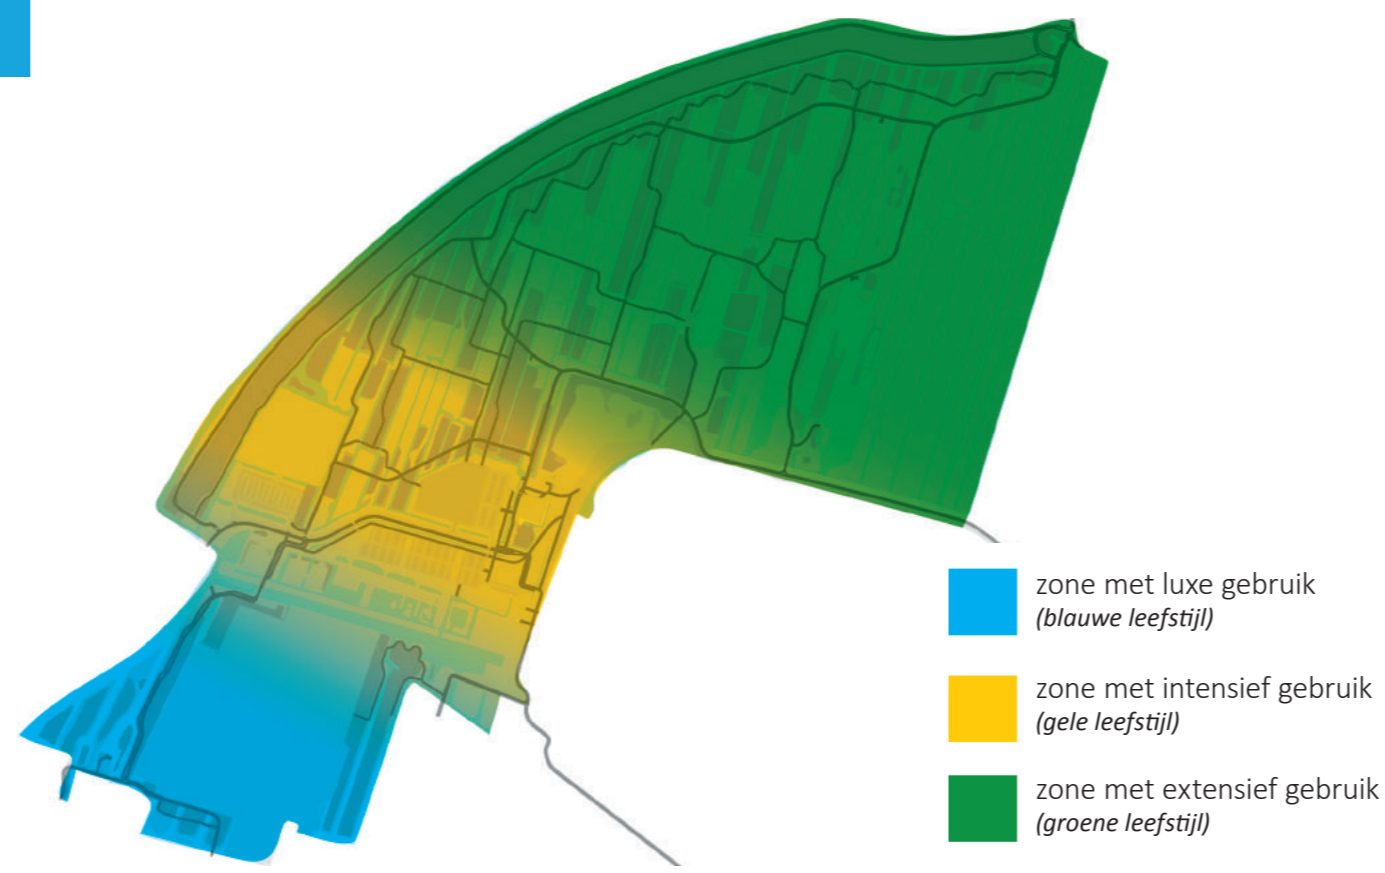 zone met luxe gebruik
(blauwe leefstijl)
zone met intensief gebruik
(gele leefstijl)
zone met extensief gebruik
(groene leefstijl)